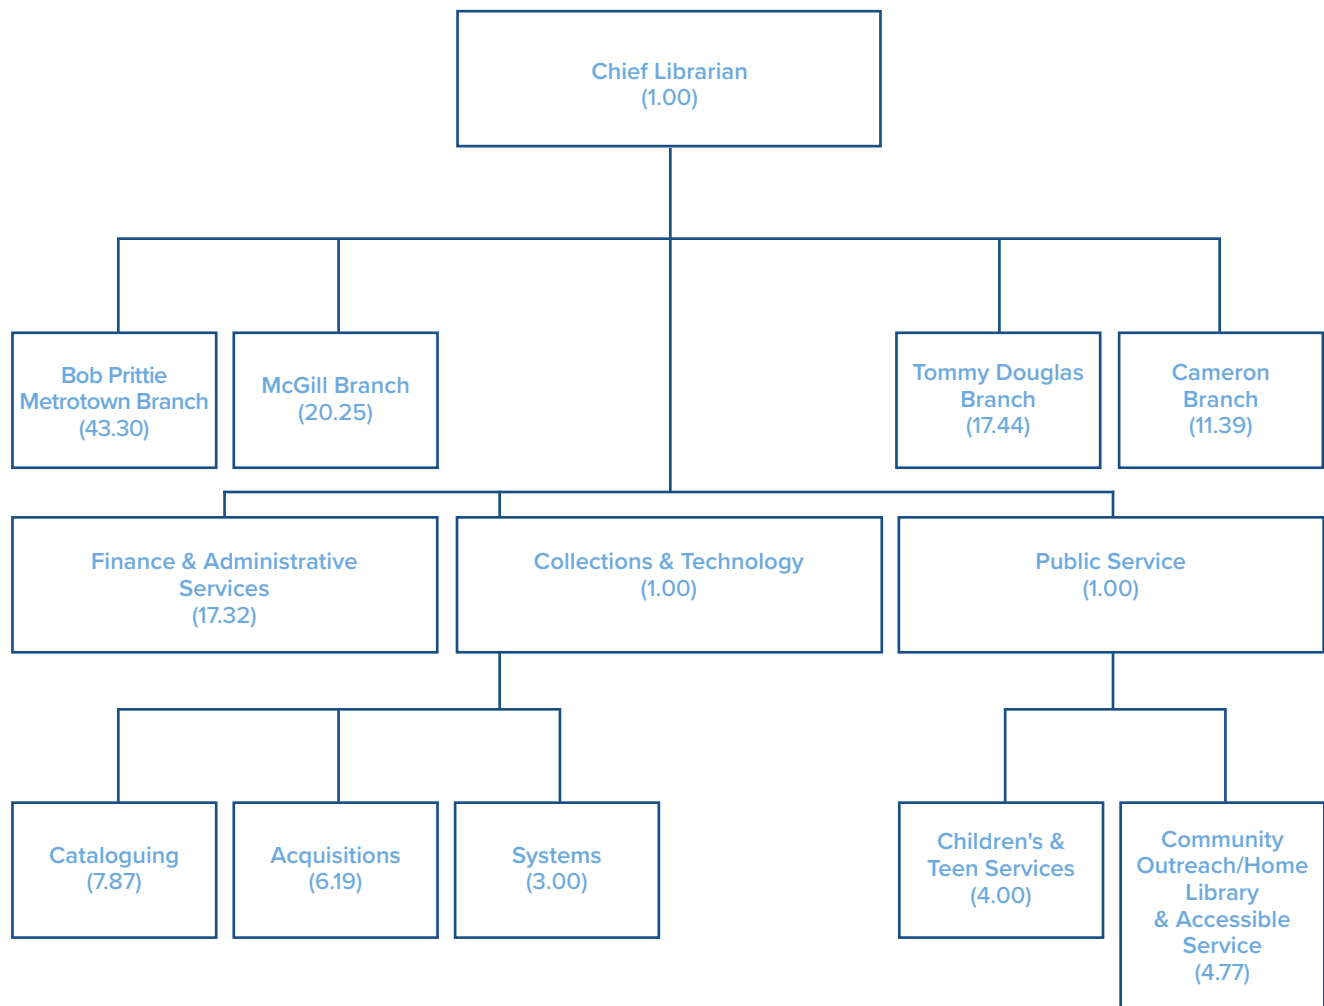 Chief Librarian
(1.00)
Bob Prittie
Metrotown Branch
(43.30)
McGill Branch
(20.25)
Tommy Douglas
Branch
(17.44)
Cameron
Branch
(11.39)
Finance & Administrative
Services
(17.32)
Collections & Technology
(1.00)
Public Service
(1.00)
Cataloguing
(7.87)
Acquisitions
(6.19)
Systems
(3.00)
Children's &
Teen Services
(4.00)
Community
Outreach/Home
Library
& Accessible
Service
(4.77)